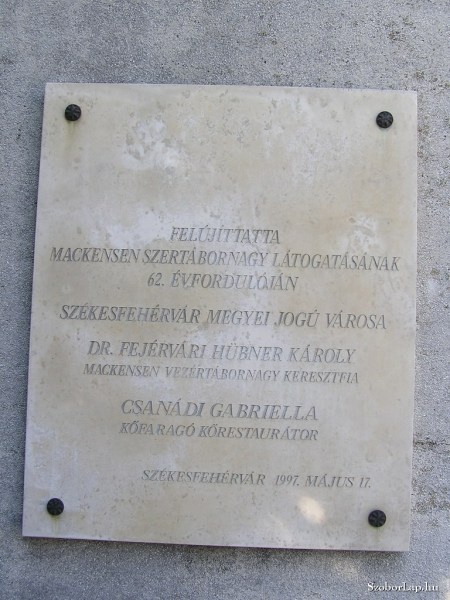 FELÚJÍTTATTA
MACKENSEN SZERTÁBORNAGY LÁTOGATÁSÁNAK
62. ÉVFORDULÓJÁN
SZÉKESFEHÉRVÁR MEGYEI JOGÚ VÁROSA
DR. FEJÉRVÁRI HÜBNER KÁROLY
MACKENSEN VEZÉRTÁBORNAGY KERESZTFIA
CSANÁDI GABRIELLA
KŐFARAGÓ KŐRESTAURÁTOR
SZÉKESFEHÉRVÁR 1997. MÁJUS 17.
SzoborLap.hu